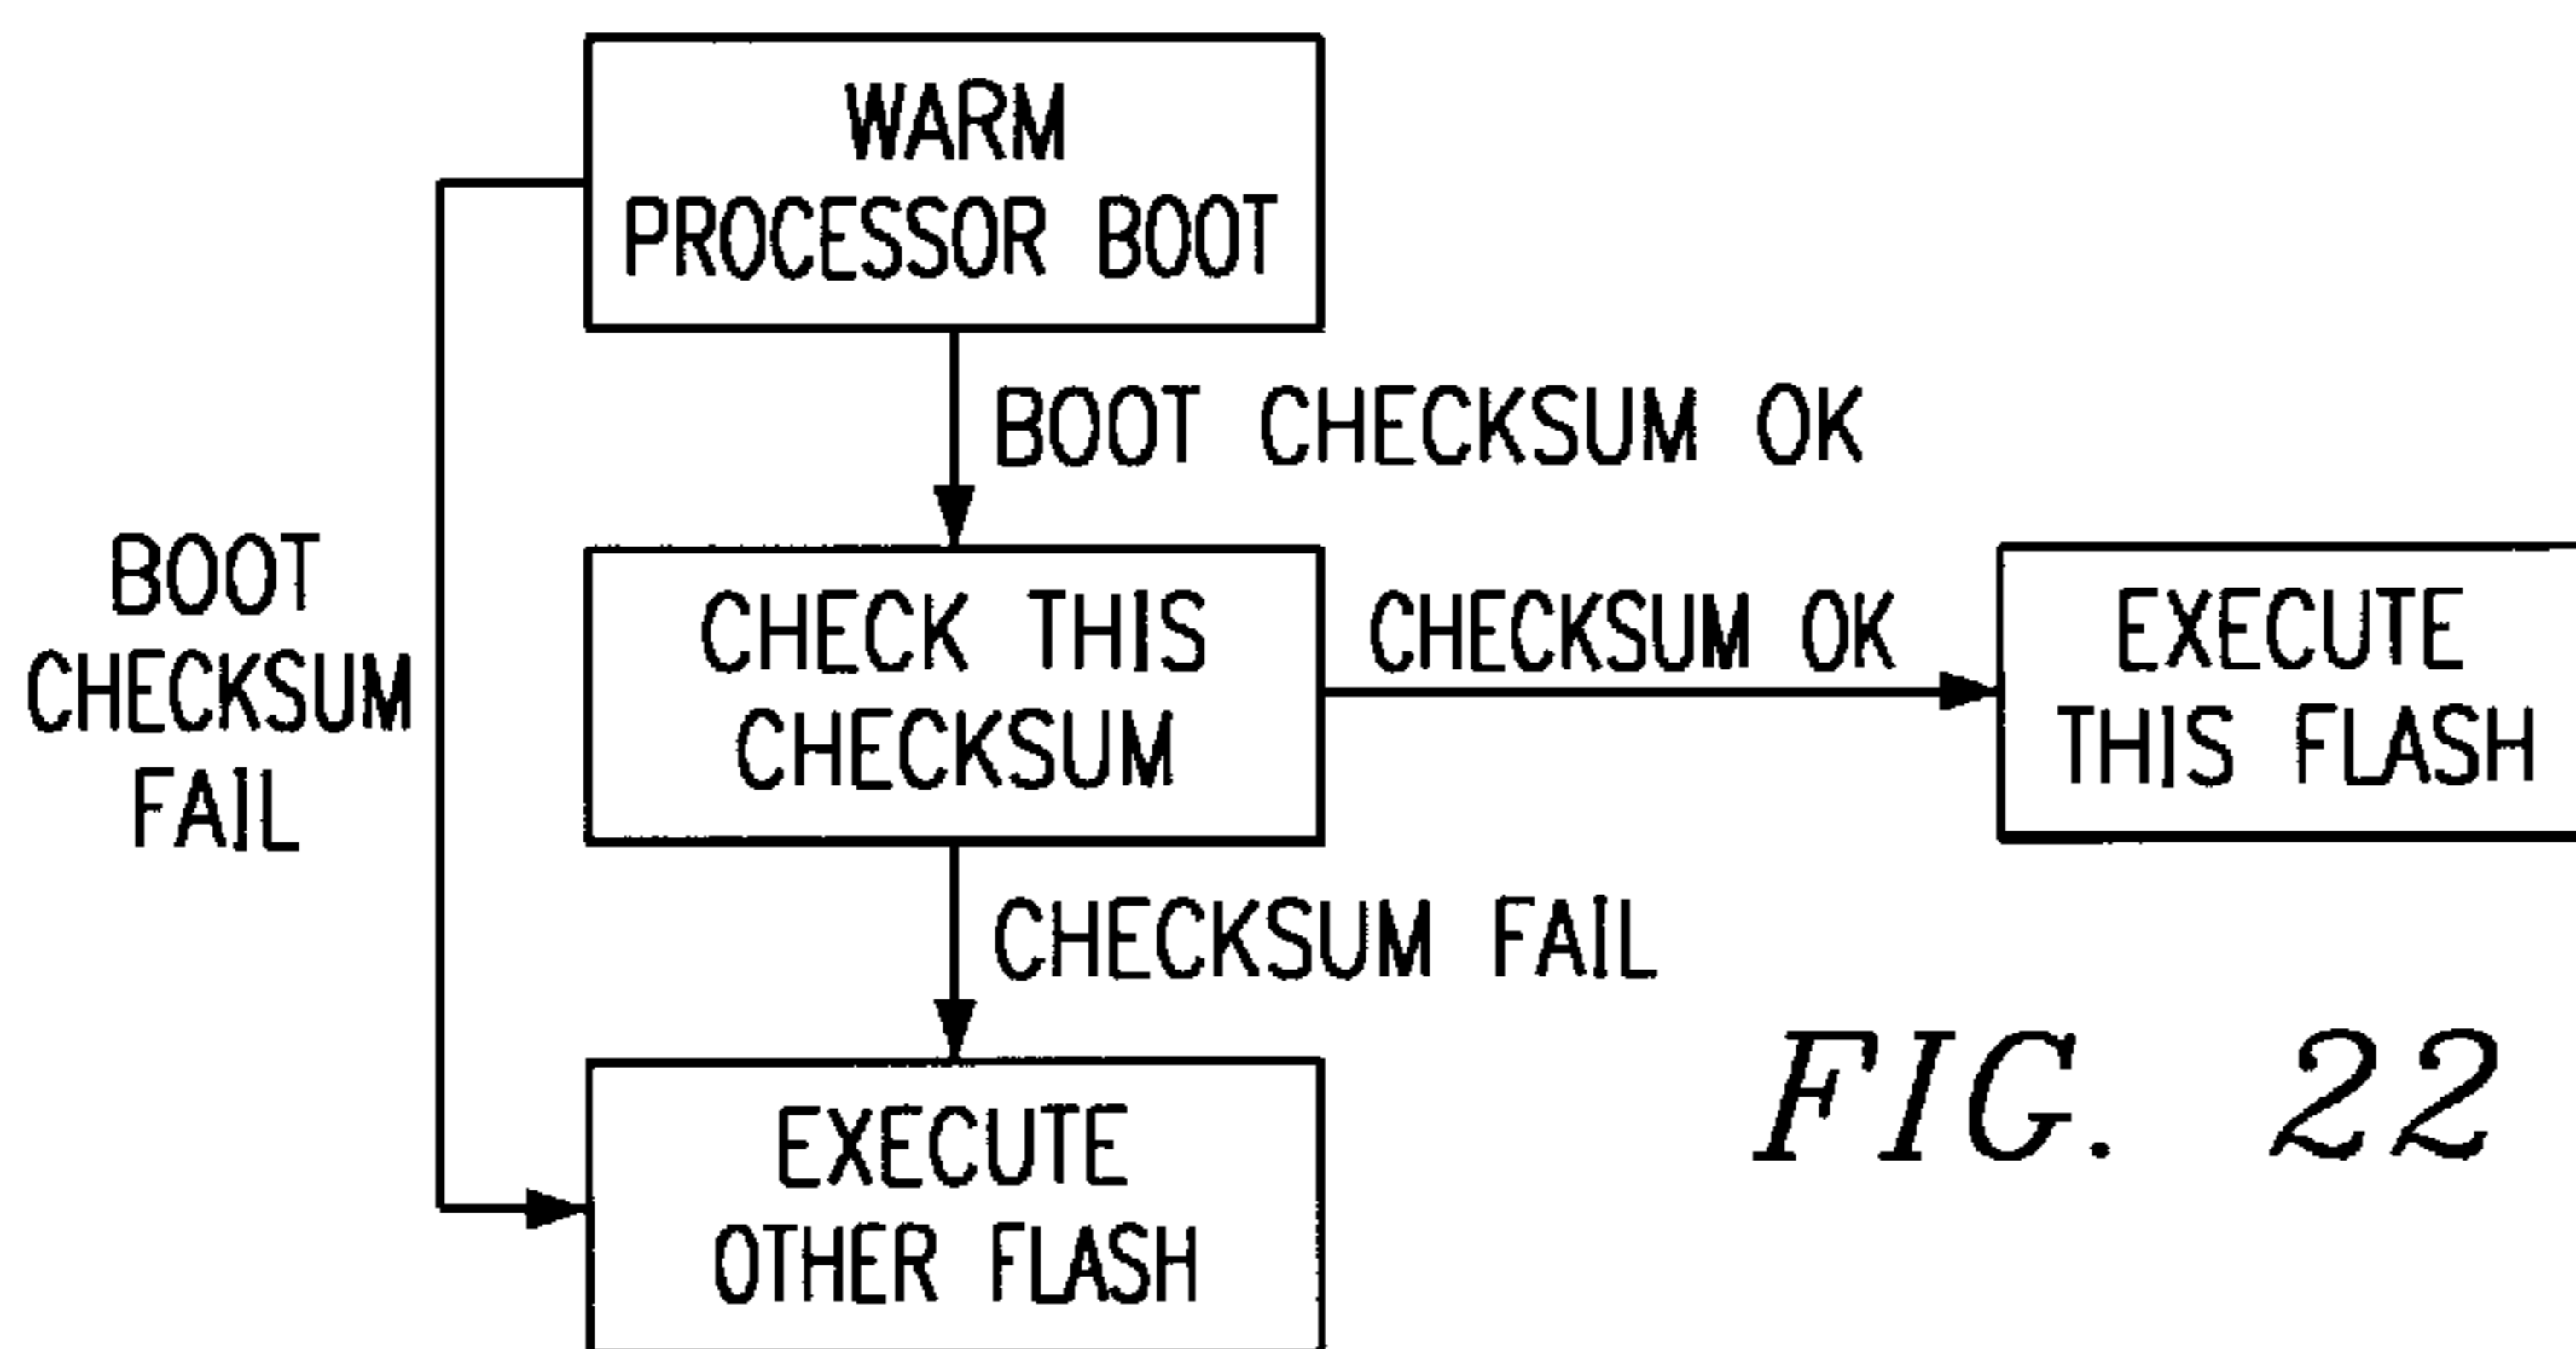 WARM
PROCESSOR BOOT
BOOT CHECKSUM OK
BOOT
CHECKSUM
FAIL
CHECK THIS
CHECKSUM
CHECKSUM OK
EXECUTE
THIS FLASH
CHECKSUM FAIL
EXECUTE
OTHER FLASH
FIG. 22